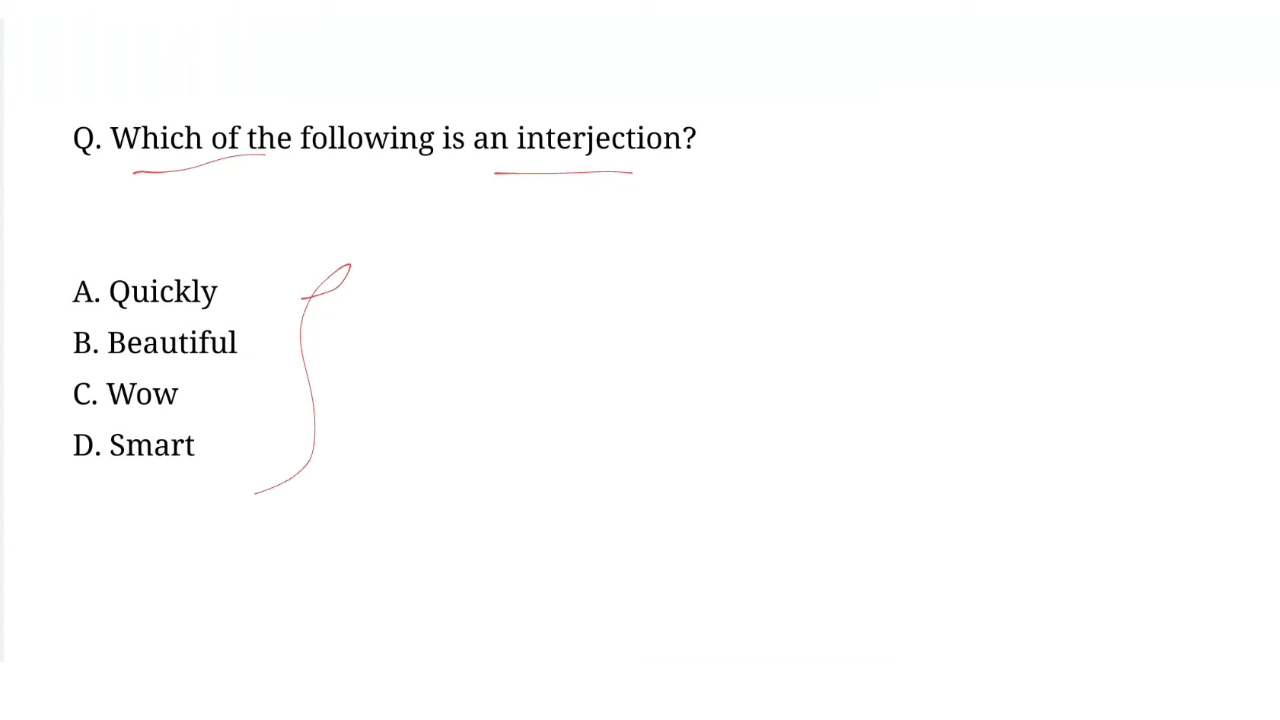 Q. Which of the following is an interjection?
A. Quickly
B. Beautiful
C. Wow
D. Smart